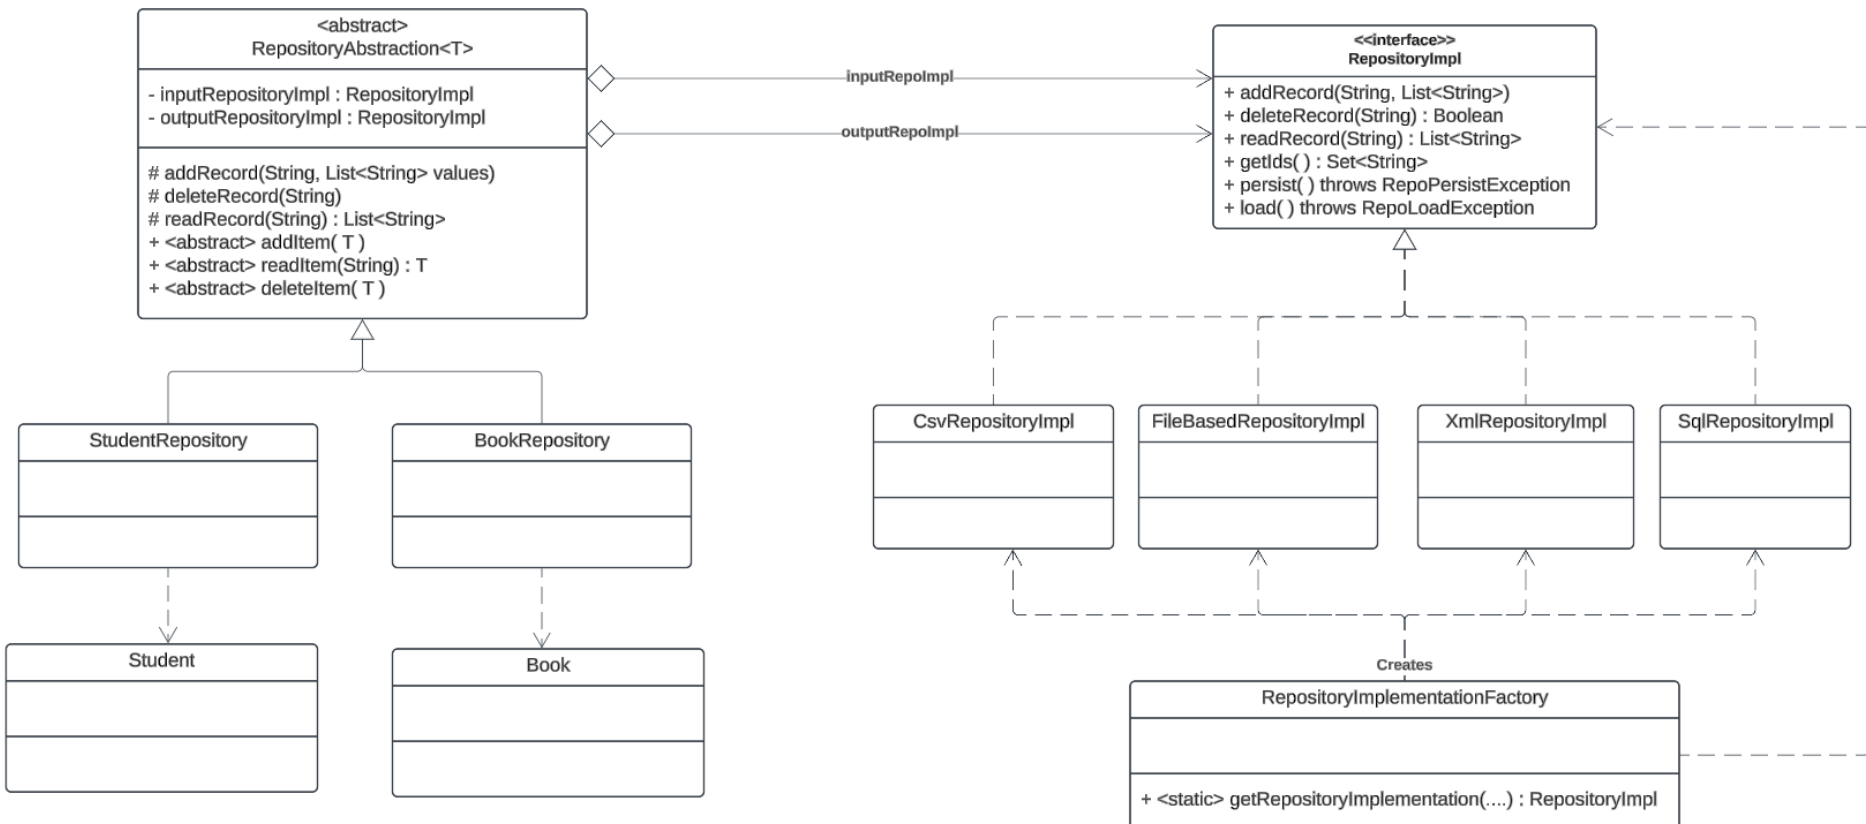 <abstract>
RepositoryAbstraction<T>
- inputRepositoryImpl : RepositoryImpl
- outputRepositoryImpl : RepositoryImpl
# addRecord(String, List<String> values)
# deleteRecord(String)
# readRecord(String) : List<String>
+ <abstract> addItem( T )
+ <abstract> readItem(String) : T
+ <abstract> deleteItem( T )
inputRepoImpl
outputRepoImpl
<<interface>>
RepositoryImpl
+ addRecord(String, List<String>)
+ deleteRecord(String) : Boolean
+ readRecord(String) : List<String>
+ getIds( ) : Set<String>
+ persist( ) throws RepoPersistException
+ load( ) throws RepoLoadException
StudentRepository
BookRepository
CsvRepositoryImpl
FileBasedRepositoryImpl
XmlRepositoryImpl
SqlRepositoryImpl
Student
Book
Creates
RepositoryImplementationFactory
+ <static> getRepositoryImplementation(....) : RepositoryImpl